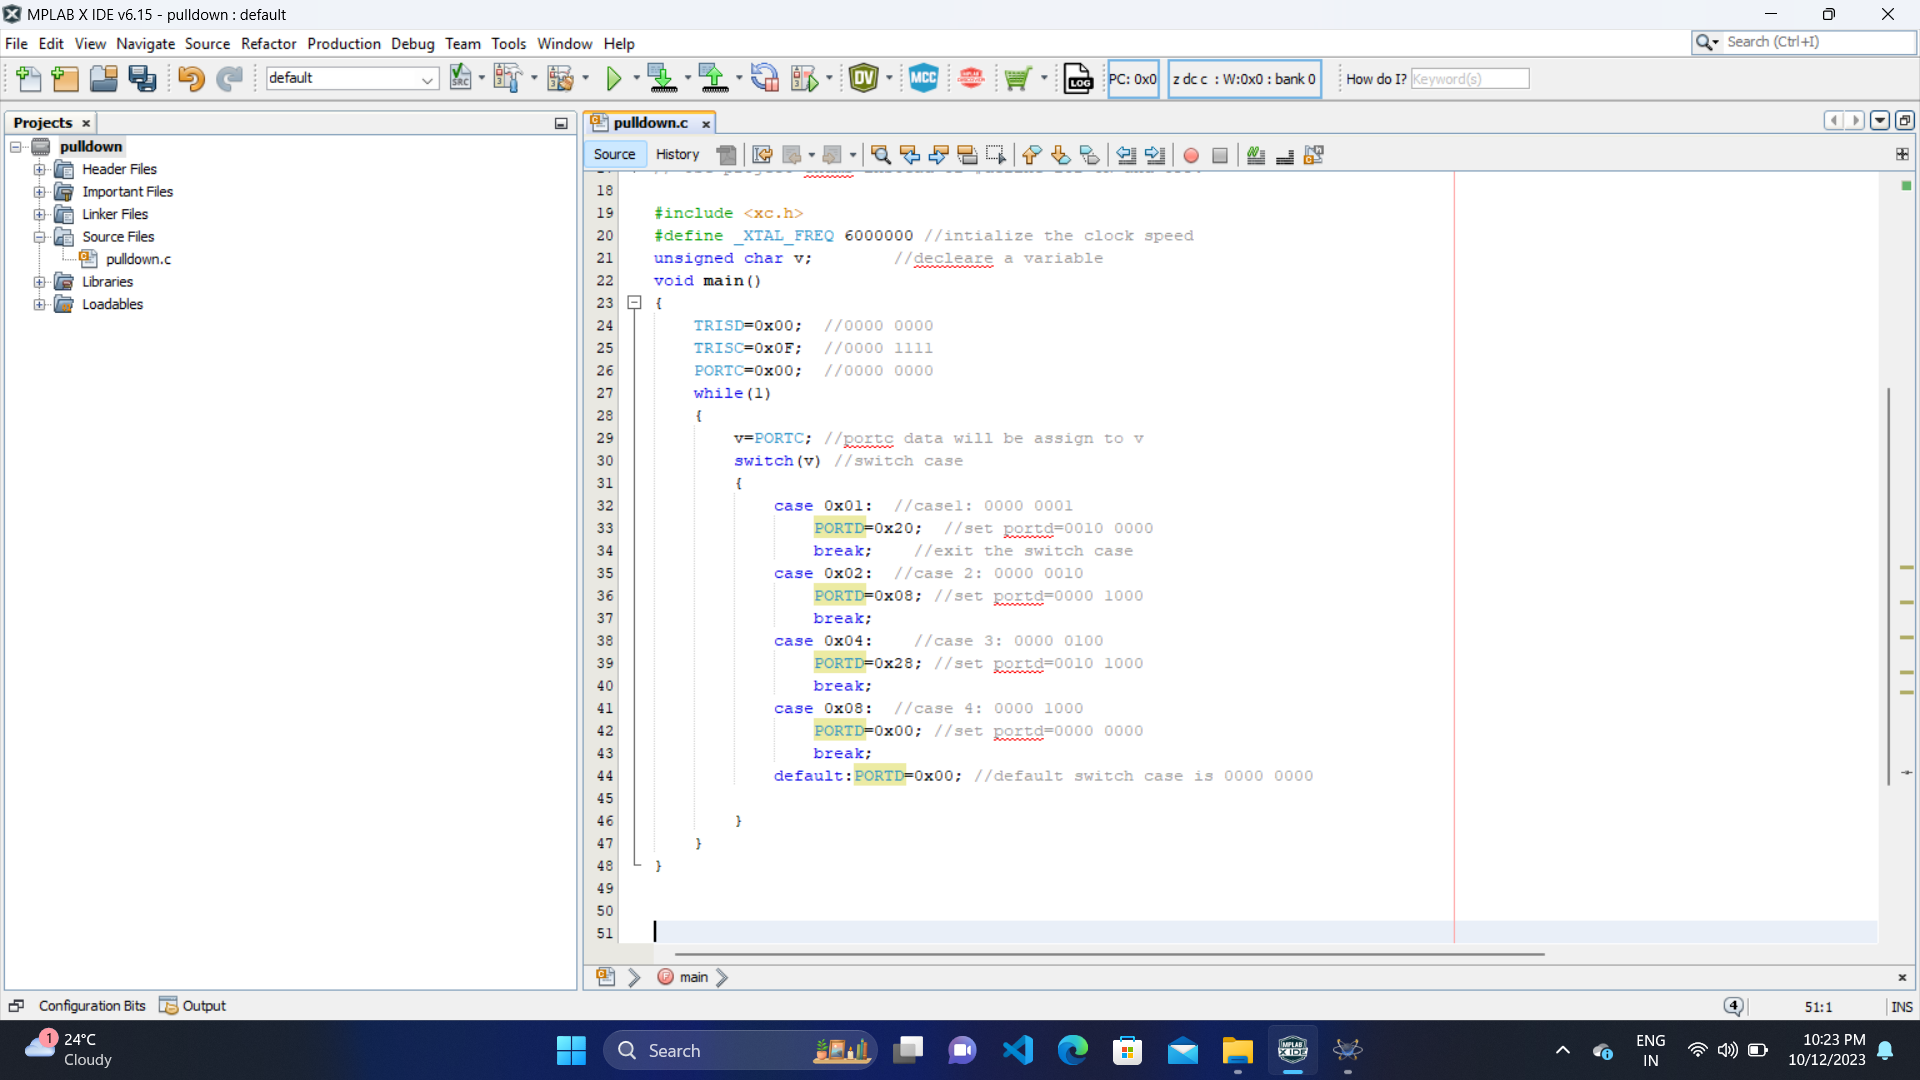 MPLAB X IDE v6.15 - pulldown : default
File Edit View Navigate Source Refactor Production Debug Team Tools Window Help
Search (Ctrl+I)
default
PC: 0x0
z dc c : W:0x0 : bank 0
How do I?
Keyword(s)
Projects
pulldown
Header Files
Important Files
Linker Files
Source Files
pulldown.c
Libraries
Loadables
pulldown.c
Source History
18
19 #include <xc.h>
20 #define _XTAL_FREQ 6000000 //intialize the clock speed
21 unsigned char v; //decleare a variable
22 void main()
23 {
24 TRISD=0x00; //0000 0000
25 TRISC=0x0F; //0000 1111
26 PORTC=0x00; //0000 0000
27 while(1)
28 {
29 v=PORTC; //portc data will be assign to v
30 switch(v) //switch case
31 {
32 case 0x01: //case1: 0000 0001
33 PORTD=0x20; //set portd=0010 0000
34 break; //exit the switch case
35 case 0x02: //case 2: 0000 0010
36 PORTD=0x08; //set portd=0000 1000
37 break;
38 case 0x04: //case 3: 0000 0100
39 PORTD=0x28; //set portd=0010 1000
40 break;
41 case 0x08: //case 4: 0000 1000
42 PORTD=0x00; //set portd=0000 0000
43 break;
44 default:PORTD=0x00; //default switch case is 0000 0000
45
46 }
47 }
48 }
49
50
51
main
Configuration Bits Output
4
51:1
INS
1
24°C
Cloudy
Search
ENG
IN
10:23 PM
10/12/2023